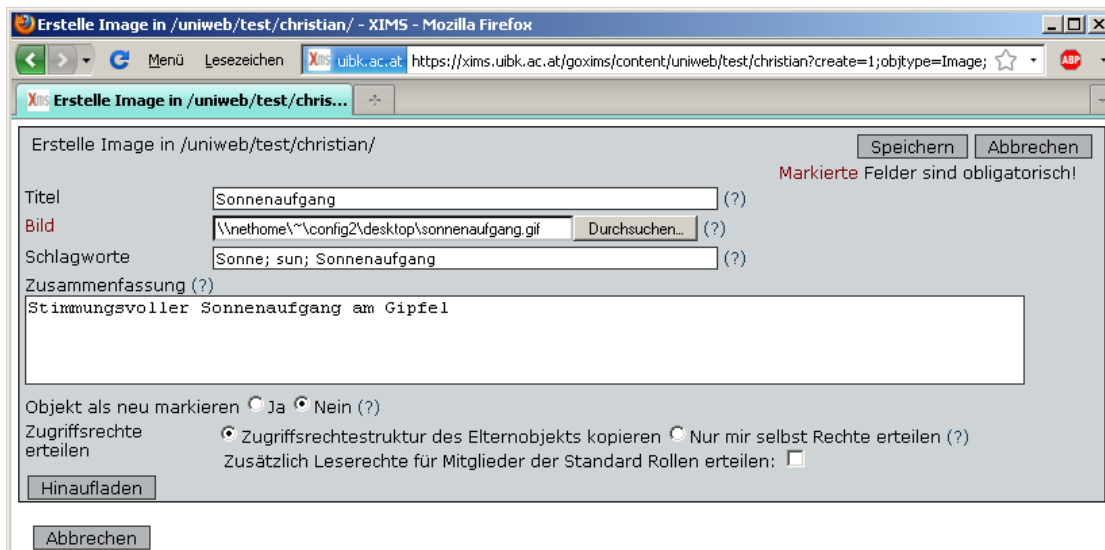 Erstelle Image in /uniweb/test/christian/ - XIMS - Mozilla Firefox
Menü Lesezeichen Xims uibk.ac.at https://xims.uibk.ac.at/goxims/content/uniweb/test/christian?create=1;objtype=Image; ABP
Xims Erstelle Image in /uniweb/test/chris...
Erstelle Image in /uniweb/test/christian/ Speichern Abbrechen
Markierte Felder sind obligatorisch!
Titel Sonnenaufgang (?)
Bild \\nethome\~\config2\desktop\sonnenaufgang.gif Durchsuchen... (?)
Schlagworte Sonne; sun; Sonnenaufgang (?)
Zusammenfassung (?)
Stimmungsvoller Sonnenaufgang am Gipfel
Objekt als neu markieren Ja Nein (?)
Zugriffsrechte erteilen Zugriffsrechtestruktur des Elternobjekts kopieren Nur mir selbst Rechte erteilen (?)
Zusätzlich Leserechte für Mitglieder der Standard Rollen erteilen:
Hinaufladen
Abbrechen